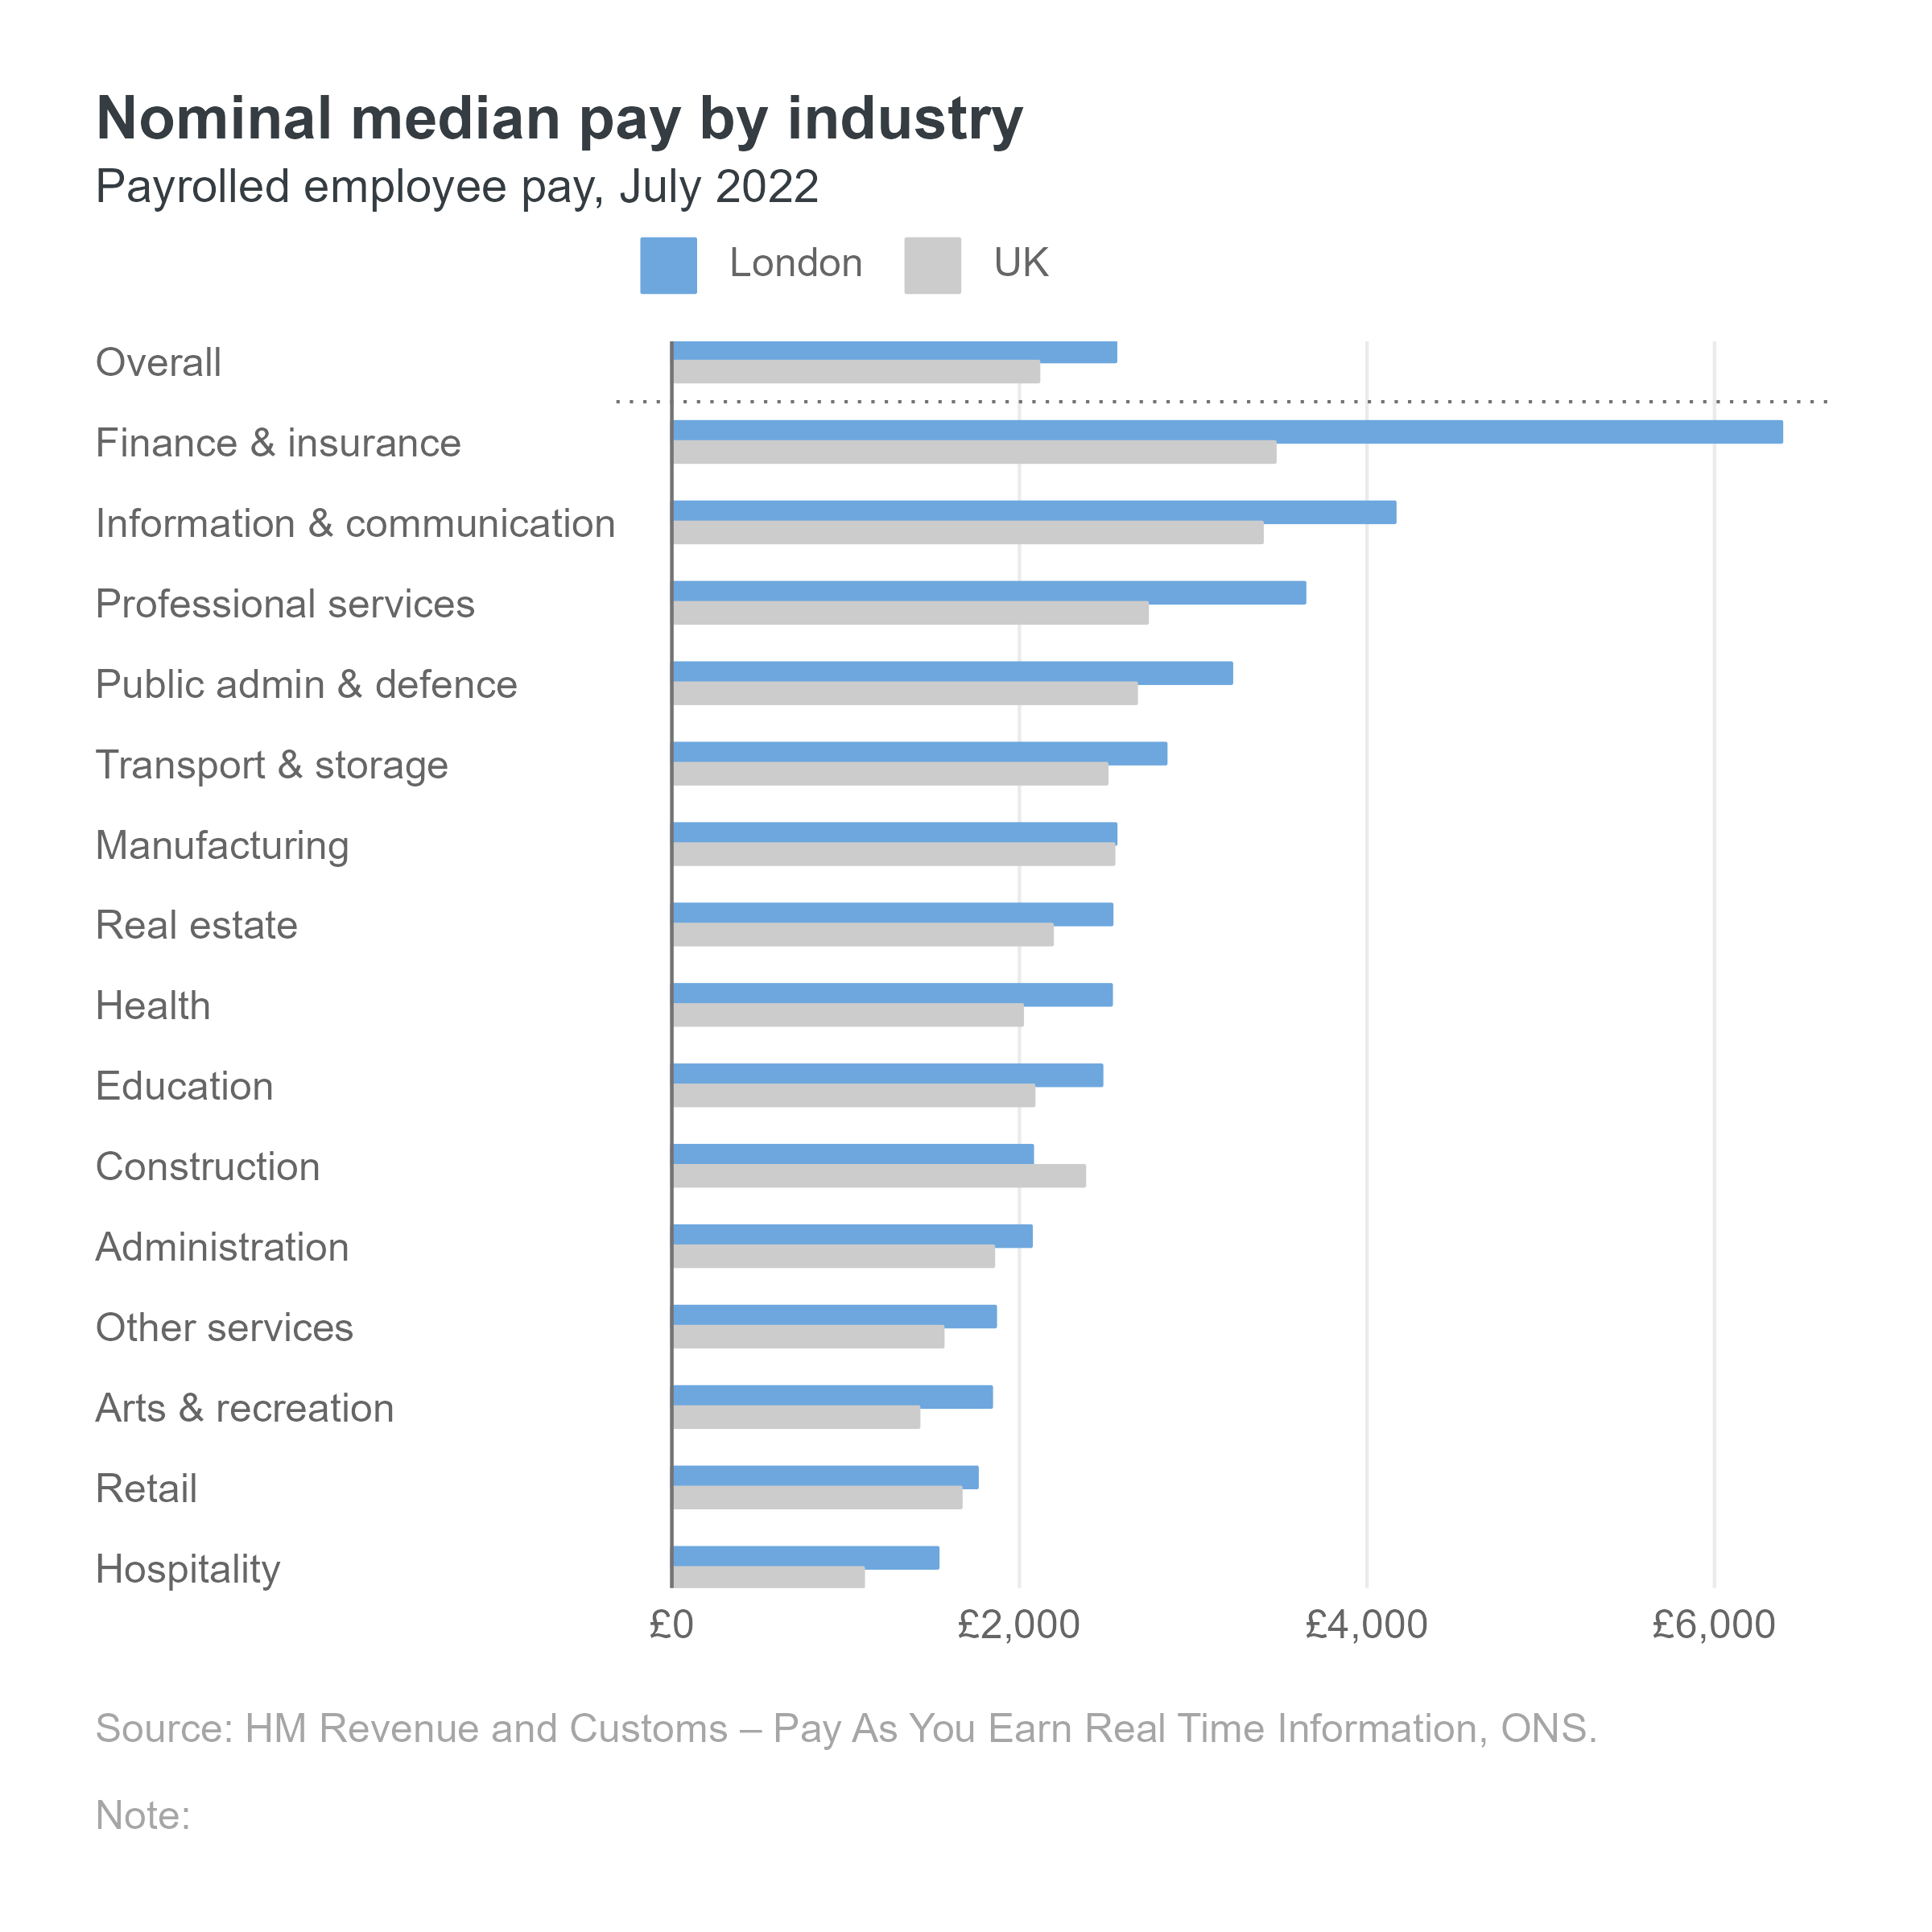 Nominal median pay by industry
Payrolled employee pay, July 2022
London UK
Overall
Finance & insurance
Information & communication
Professional services
Public admin & defence
Transport & storage
Manufacturing
Real estate
Health
Education
Construction
Administration
Other services
Arts & recreation
Retail
Hospitality
£0 £2,000 £4,000 £6,000
Source: HM Revenue and Customs – Pay As You Earn Real Time Information, ONS.
Note: